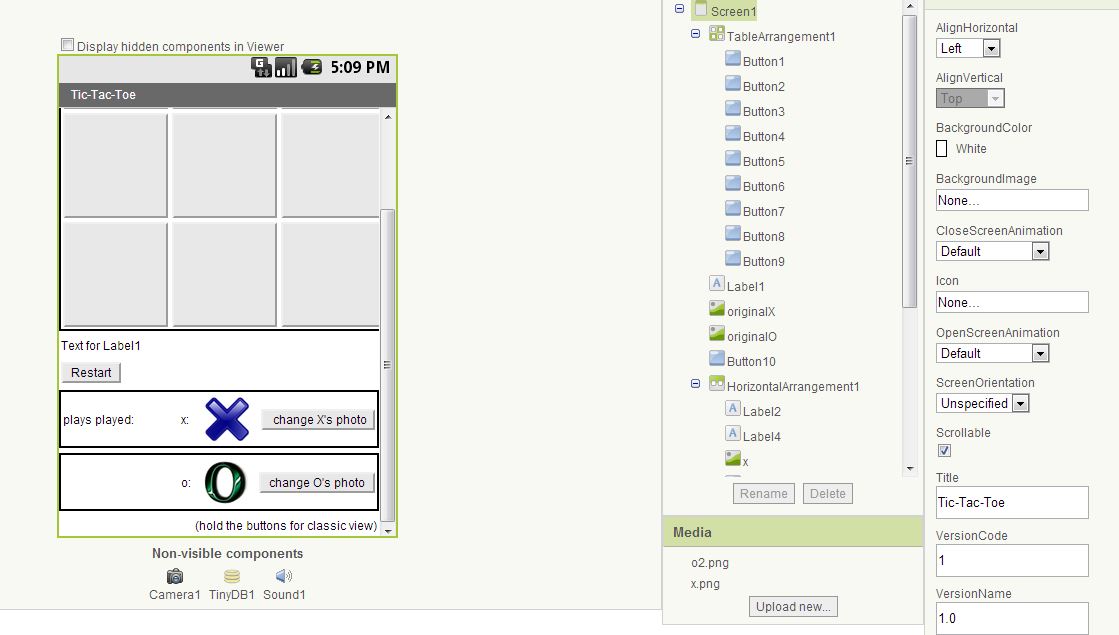 Display hidden components in Viewer
5:09 PM
Tic-Tac-Toe
Text for Label1
Restart
plays played:
x:
change X's photo
o:
change O's photo
(hold the buttons for classic view)
Non-visible components
Camera1
TinyDB1
Sound1
Screen1
TableArrangement1
Button1
Button2
Button3
Button4
Button5
Button6
Button7
Button8
Button9
Label1
originalX
originalO
Button10
HorizontalArrangement1
Label2
Label4
x
Rename
Delete
Media
o2.png
x.png
Upload new...
AlignHorizontal
Left
AlignVertical
Top
BackgroundColor
White
BackgroundImage
None...
CloseScreenAnimation
Default
Icon
None...
OpenScreenAnimation
Default
ScreenOrientation
Unspecified
Scrollable
Title
Tic-Tac-Toe
VersionCode
1
VersionName
1.0